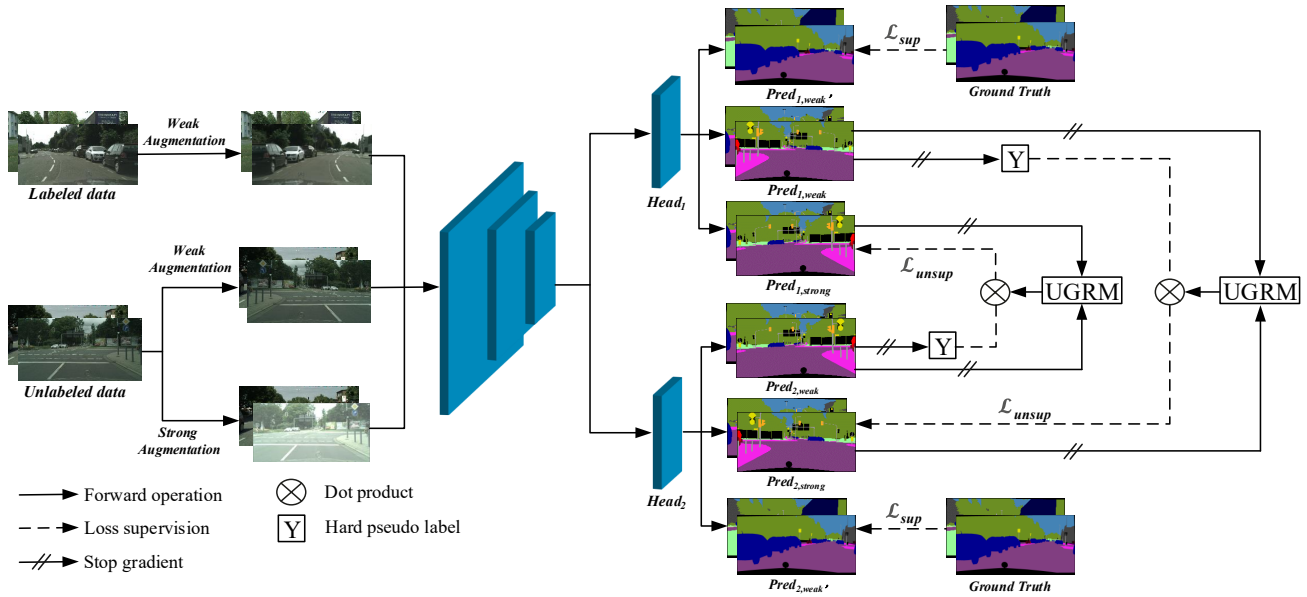 Weak
Augmentation
Labeled data
Weak
Augmentation
Unlabeled data
Strong
Augmentation
Head1
Head2
Pred1,weak'
ℒsup
Ground Truth
Pred1,weak
Y
Pred1,strong
ℒunsup
UGRM
UGRM
Pred2,weak
Y
ℒunsup
Pred2,strong
ℒsup
Pred2,weak'
Ground Truth
Forward operation
Loss supervision
Stop gradient
Dot product
Y
Hard pseudo label